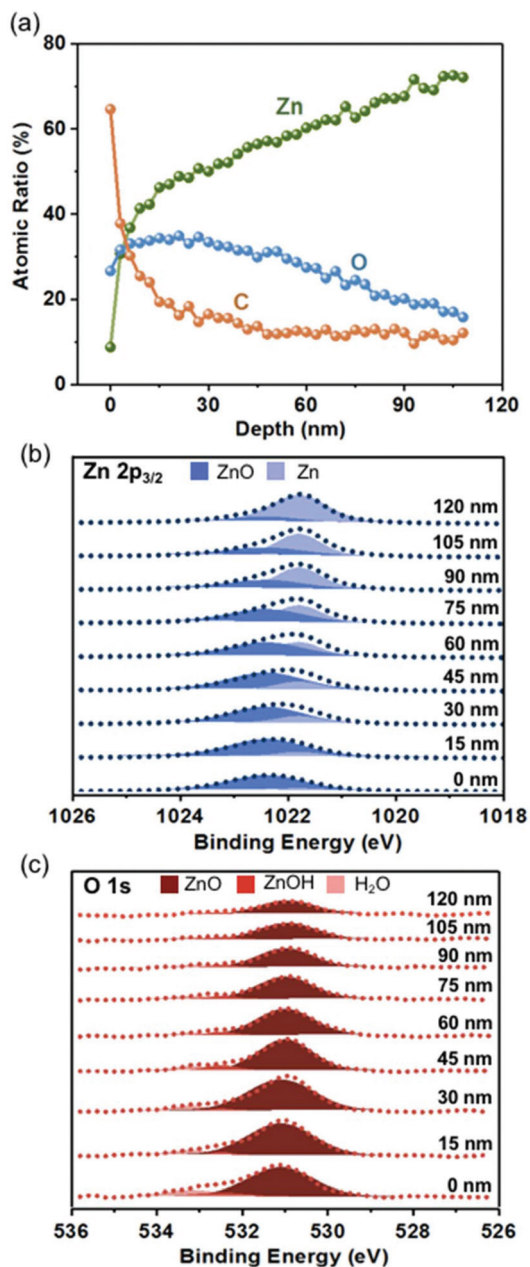 (a)
80
60
40
20
0
Atomic Ratio (%)
Zn
O
C
0 30 60 90 120
Depth (nm)
(b)
Zn 2p3/2 ZnO Zn
120 nm
105 nm
90 nm
75 nm
60 nm
45 nm
30 nm
15 nm
0 nm
1026 1024 1022 1020 1018
Binding Energy (eV)
(c)
O 1s ZnO ZnOH H2O
120 nm
105 nm
90 nm
75 nm
60 nm
45 nm
30 nm
15 nm
0 nm
536 534 532 530 528 526
Binding Energy (eV)